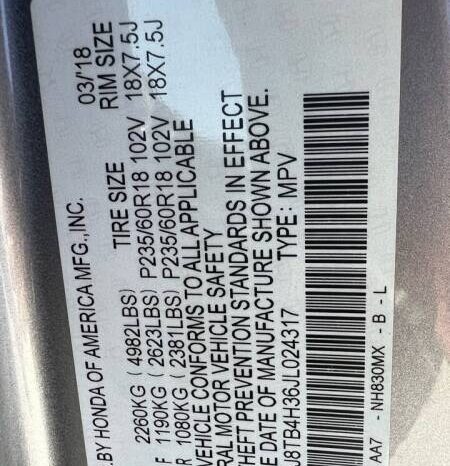 .BY HONDA OF AMERICA MFG.,INC. 03/'18
TIRE SIZE RIM SIZE
2260KG ( 4982LBS)
F 1190KG ( 2623LBS) P235/60R18 102V 18X7.5J
R 1080KG ( 2381LBS) P235/60R18 102V 18X7.5J
VEHICLE CONFORMS TO ALL APPLICABLE
RAL MOTOR VEHICLE SAFETY
THEFT PREVENTION STANDARDS IN EFFECT
E DATE OF MANUFACTURE SHOWN ABOVE.
J8TB4H36JL024317 TYPE: MPV
AA7 - NH830MX - B - L